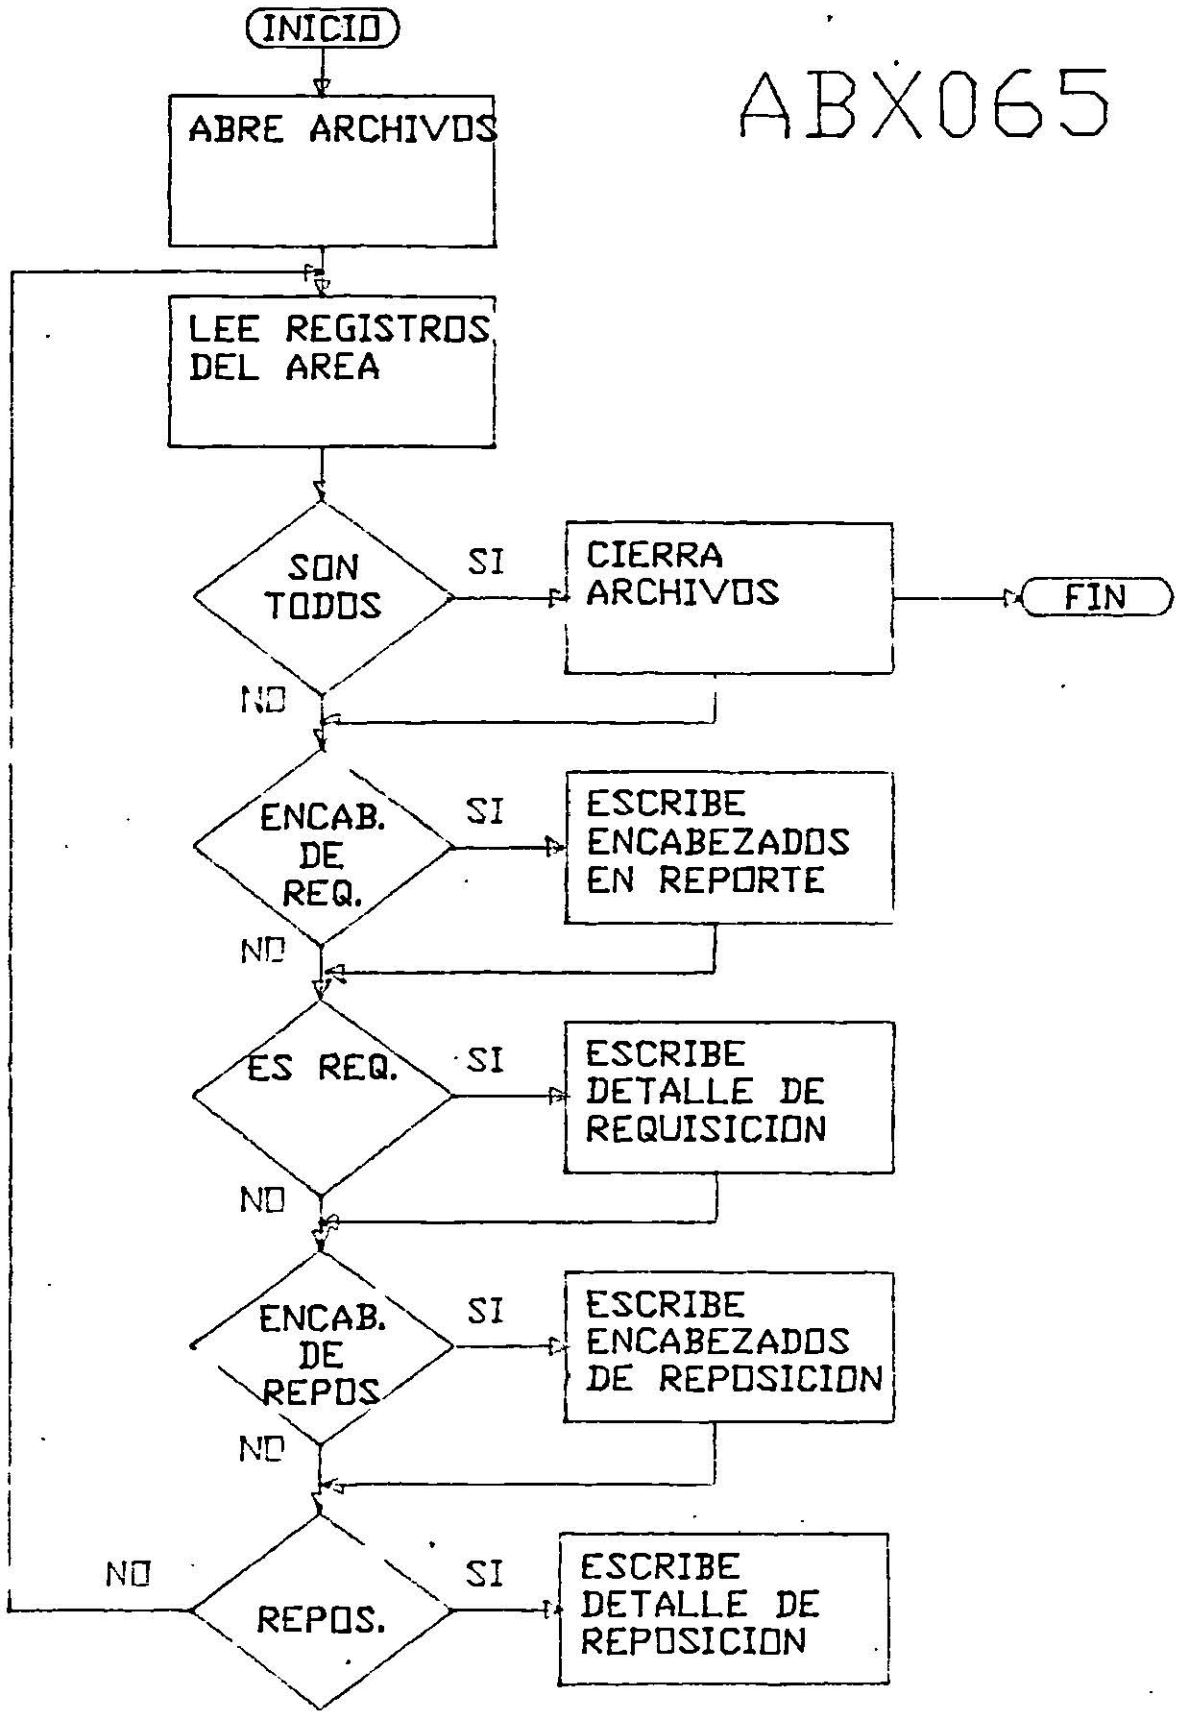 INICIO
ABX065
ABRE ARCHIVOS
LEE REGISTROS
DEL AREA
SON
TODOS
SI
CIERRA
ARCHIVOS
FIN
NO
ENCAB.
DE
REQ.
SI
ESCRIBE
ENCABEZADOS
EN REPORTE
NO
ES REQ.
SI
ESCRIBE
DETALLE DE
REQUISICION
NO
ENCAB.
DE
REPOS
SI
ESCRIBE
ENCABEZADOS
DE REPOSICION
NO
NO
REPOS.
SI
ESCRIBE
DETALLE DE
REPOSICION